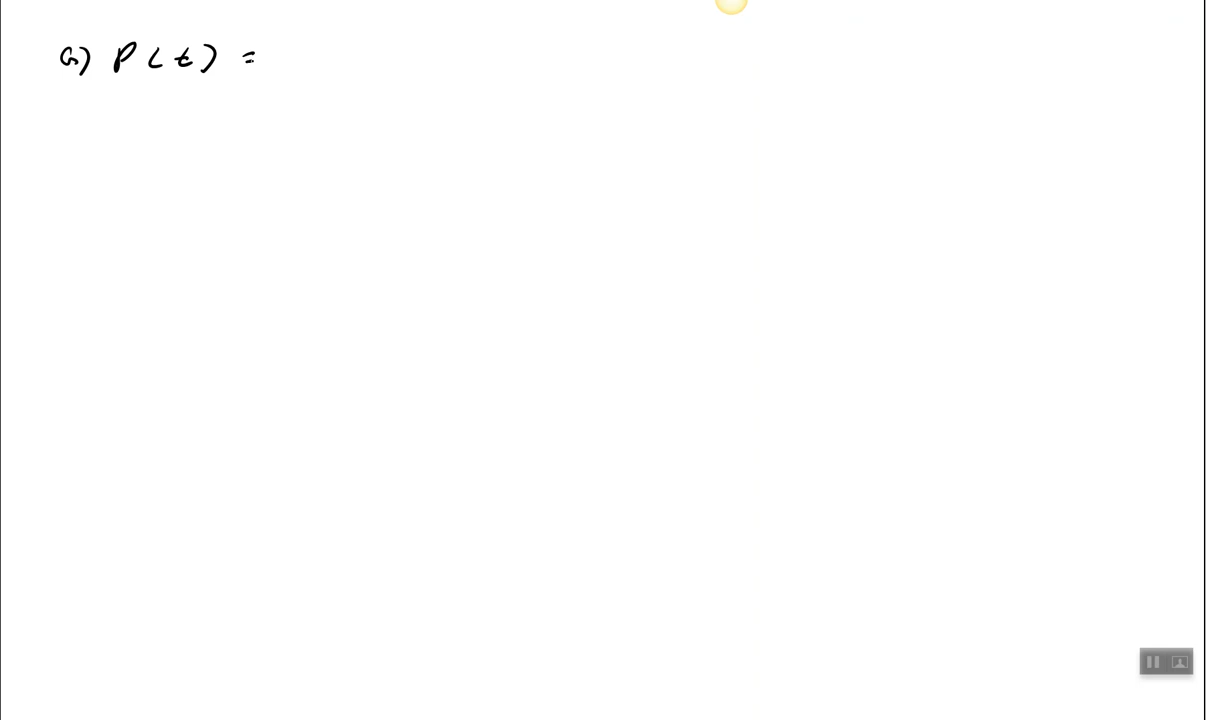 a) P(t) =